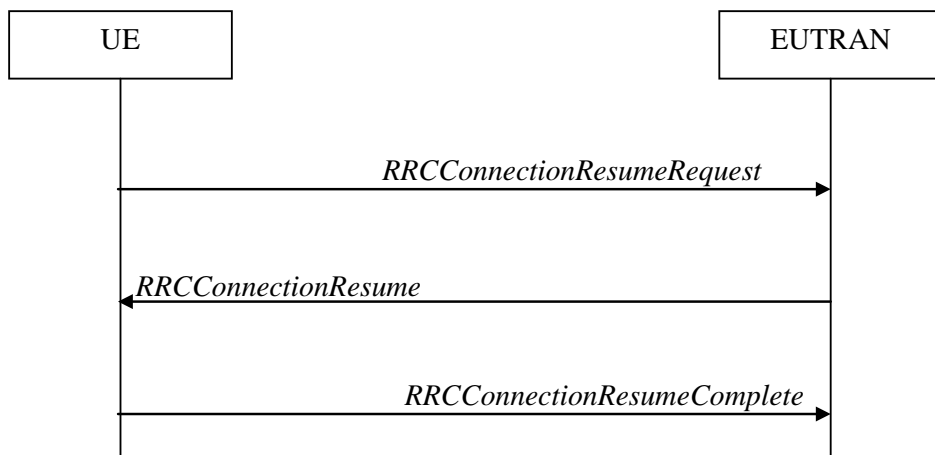 UE
EUTRAN
RRCConnectionResumeRequest
RRCConnectionResume
RRCConnectionResumeComplete